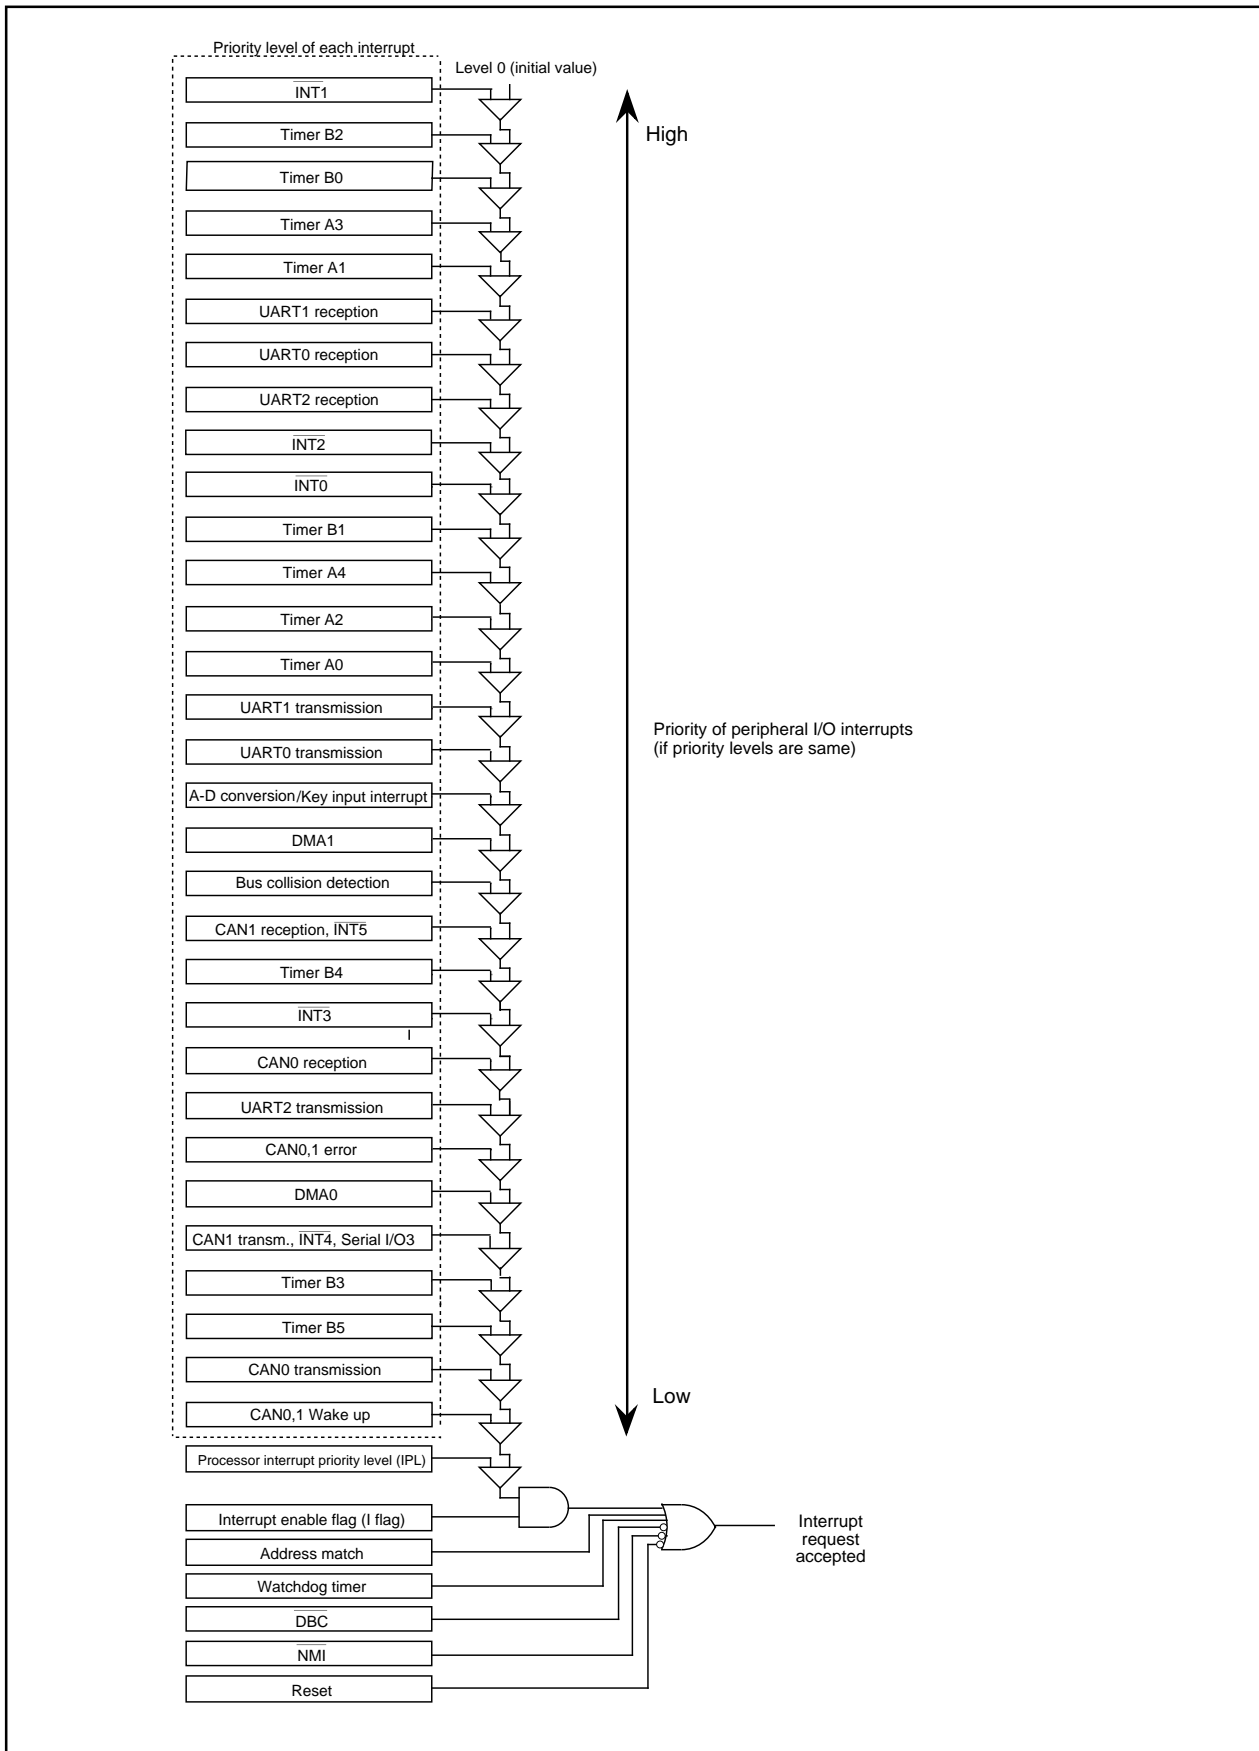 Priority level of each interrupt
Level 0 (initial value)
INT1
High
Timer B2
Timer B0
Timer A3
Timer A1
UART1 reception
UART0 reception
UART2 reception
INT2
INT0
Timer B1
Timer A4
Timer A2
Timer A0
UART1 transmission
Priority of peripheral I/O interrupts
(if priority levels are same)
UART0 transmission
A-D conversion/Key input interrupt
DMA1
Bus collision detection
CAN1 reception, INT5
Timer B4
INT3
CAN0 reception
UART2 transmission
CAN0,1 error
DMA0
CAN1 transm., INT4, Serial I/O3
Timer B3
Timer B5
CAN0 transmission
Low
CAN0,1 Wake up
Processor interrupt priority level (IPL)
Interrupt enable flag (I flag)
Interrupt
request
accepted
Address match
Watchdog timer
DBC
NMI
Reset